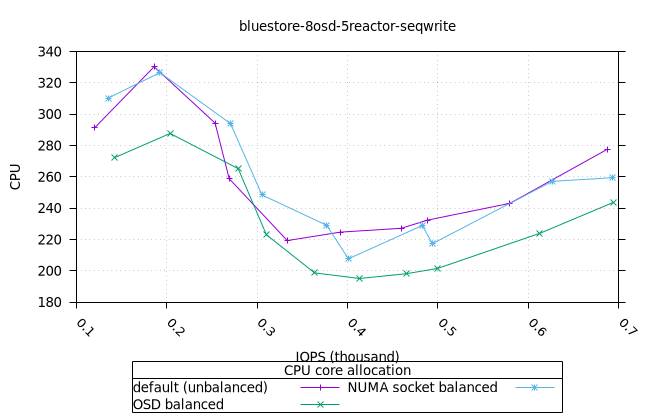 bluestore-8osd-5reactor-seqwrite
340
320
300
280
260
240
220
200
180
CPU
0.1 0.2 0.3 0.4 0.5 0.6 0.7
IOPS (thousand)
CPU core allocation
default (unbalanced) NUMA socket balanced
OSD balanced